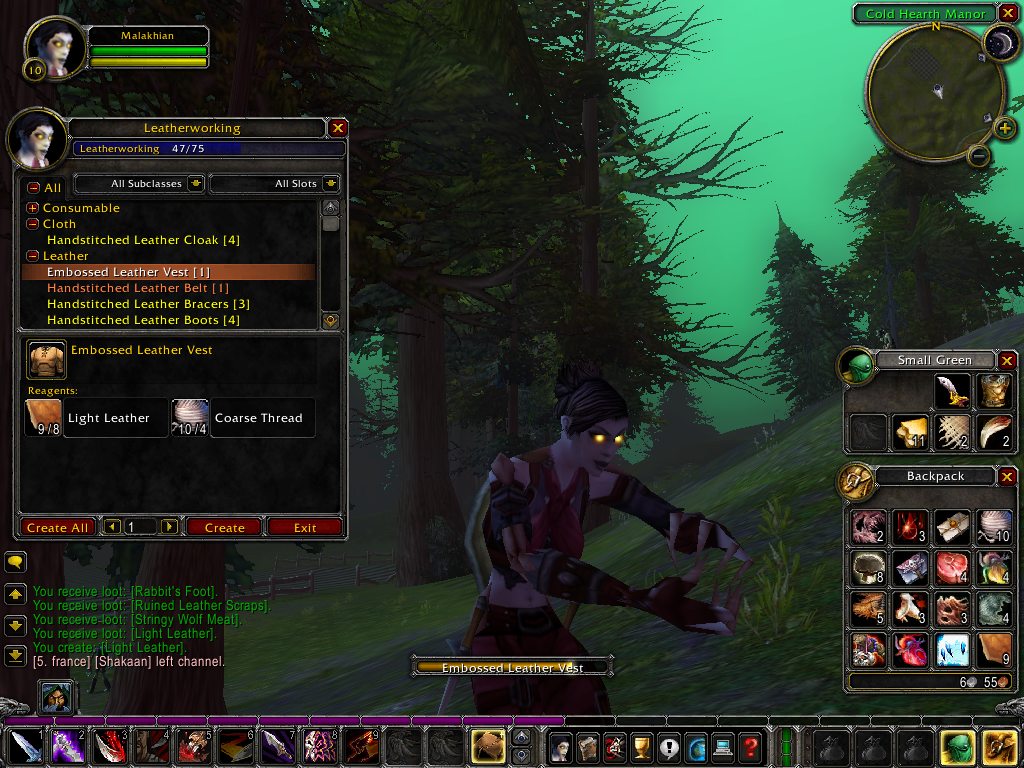 Malakhian
10
Cold Hearth Manor
N
Leatherworking
Leatherworking 47/75
All
All Subclasses
All Slots
Consumable
Cloth
Handstitched Leather Cloak [4]
Leather
Embossed Leather Vest [1]
Handstitched Leather Belt [1]
Handstitched Leather Bracers [3]
Handstitched Leather Boots [4]
Embossed Leather Vest
Reagents:
9/8 Light Leather 10/4 Coarse Thread
Create All 1 Create Exit
Small Green
11 2 2
Backpack
2 3 10
8 14 4
5 3 3 4
9
6 55
You receive loot: [Rabbit's Foot].
You receive loot: [Ruined Leather Scraps].
You receive loot: [Stringy Wolf Meat].
You receive loot: [Light Leather].
You create: [Light Leather].
[5. france] [Shakaan] left channel.
Embossed Leather Vest
2 3 4 5 6 7 8 9